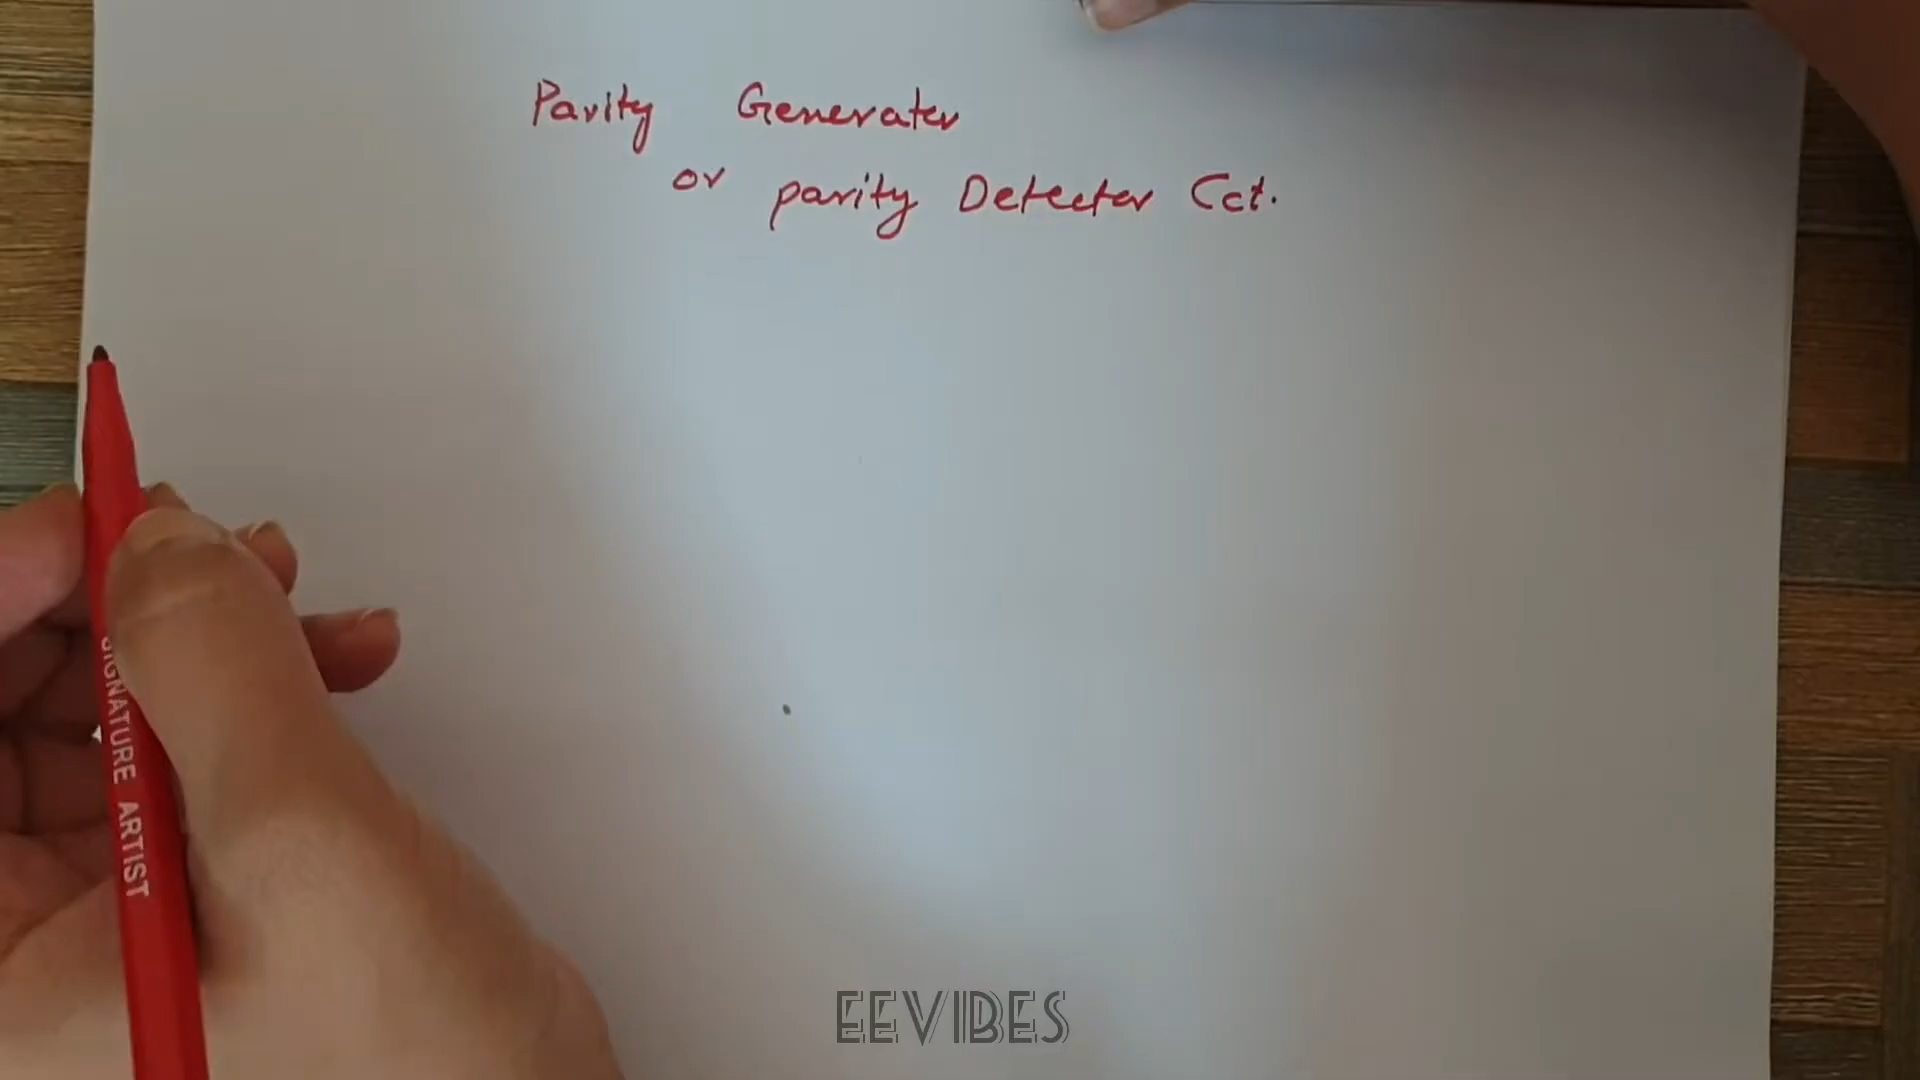 Parity Generater
or parity Detecter Cct.
SIGNATURE ARTIST
EEVIBES